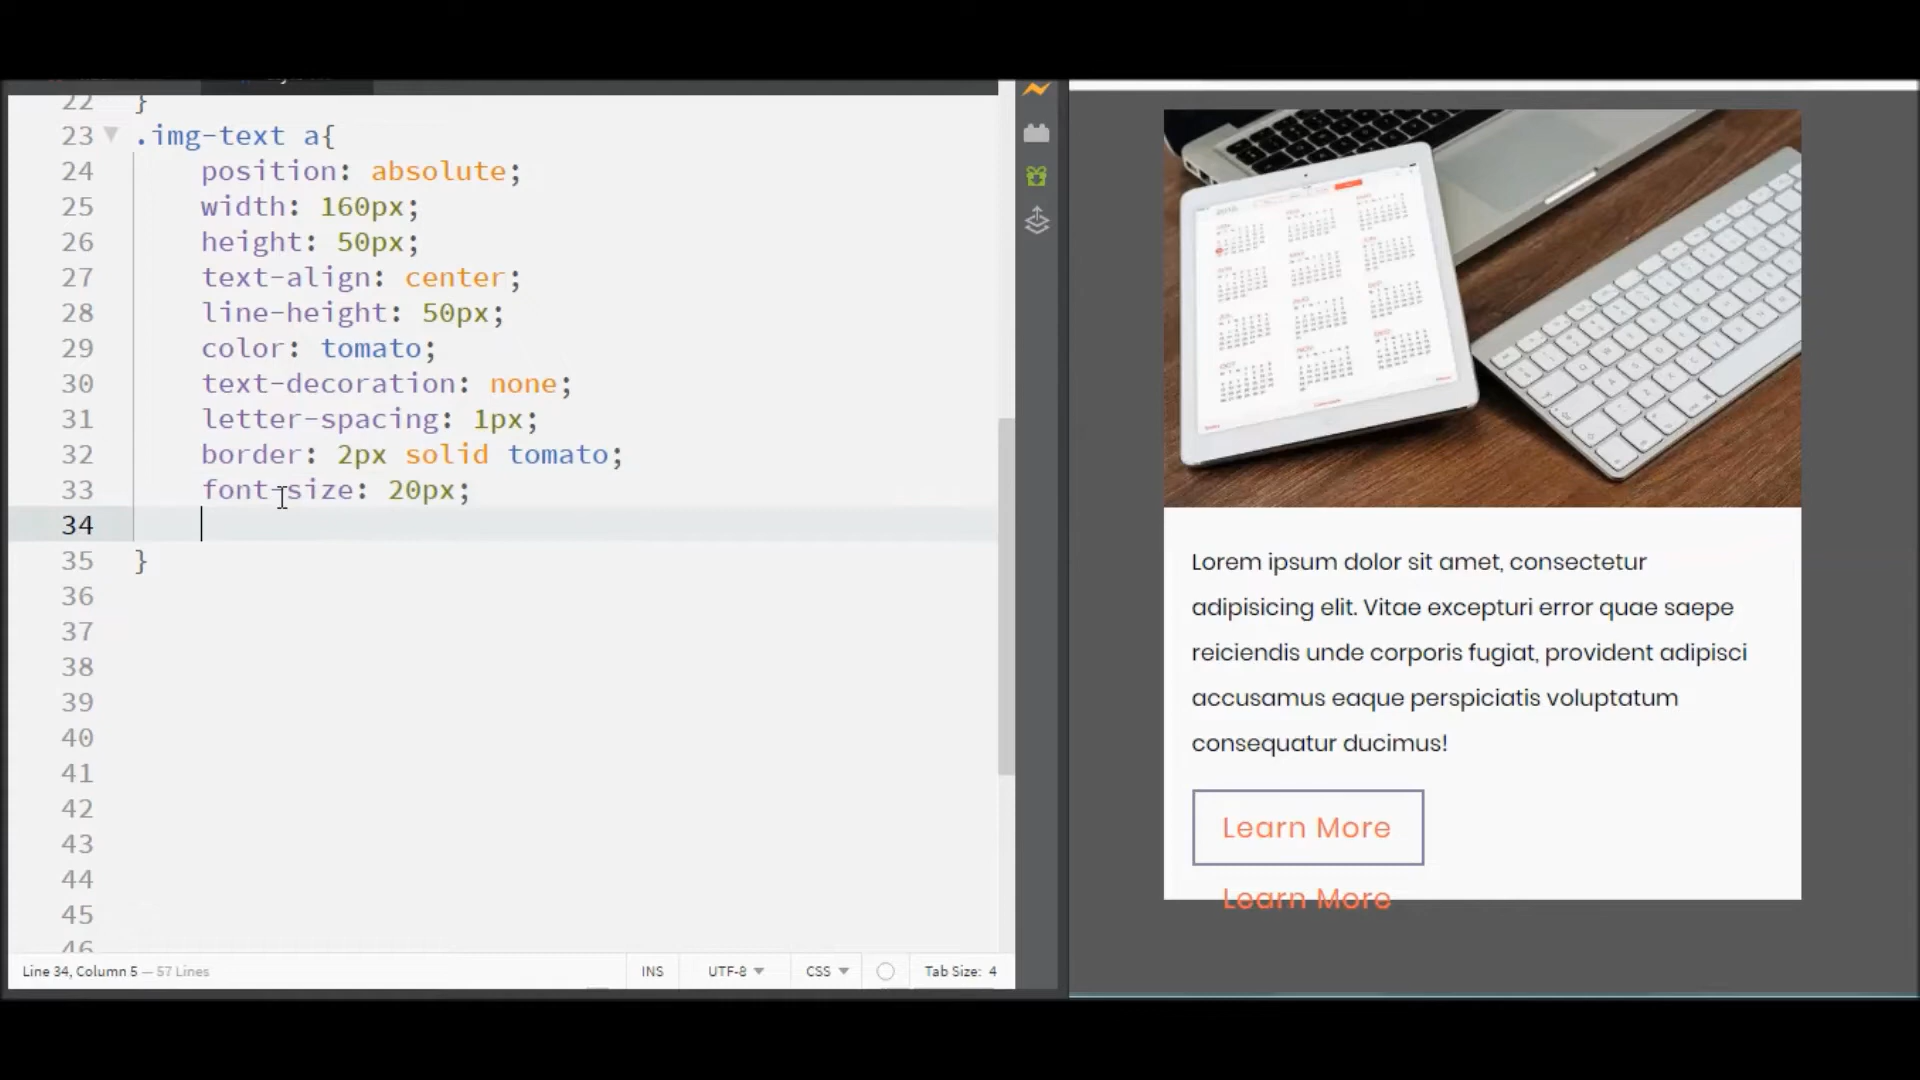 22 }
23 .img-text a{
24 position: absolute;
25 width: 160px;
26 height: 50px;
27 text-align: center;
28 line-height: 50px;
29 color: tomato;
30 text-decoration: none;
31 letter-spacing: 1px;
32 border: 2px solid tomato;
33 font-size: 20px;
34
35 }
36
37
38
39
40
41
42
43
44
45
46
Line 34, Column 5 — 57 Lines
INS UTF-8 CSS Tab Size: 4
Lorem ipsum dolor sit amet, consectetur
adipisicing elit. Vitae excepturi error quae saepe
reiciendis unde corporis fugiat, provident adipisci
accusamus eaque perspiciatis voluptatum
consequatur ducimus!
Learn More
Learn More